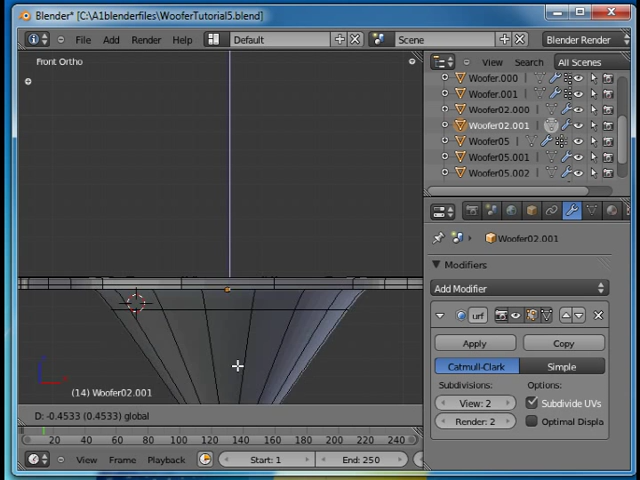 Blender* [C:\A1blenderfiles\WooferTutorial5.blend]
File Add Render Help Default Scene Blender Render
Front Ortho
View Search All Scenes
Woofer.000
Woofer.001
Woofer02.000
Woofer02.001
Woofer05
Woofer05.001
Woofer05.002
Woofer02.001
Modifiers
Add Modifier
urf
Apply Copy
Catmull-Clark Simple
Subdivisions: Options:
View: 2 Subdivide UVs
Render: 2 Optimal Displa
(14) Woofer02.001
D: -0.4533 (0.4533) global
20 40 60 80 100 120 140 160 180 200 220 240
View Frame Playback Start: 1 End: 250